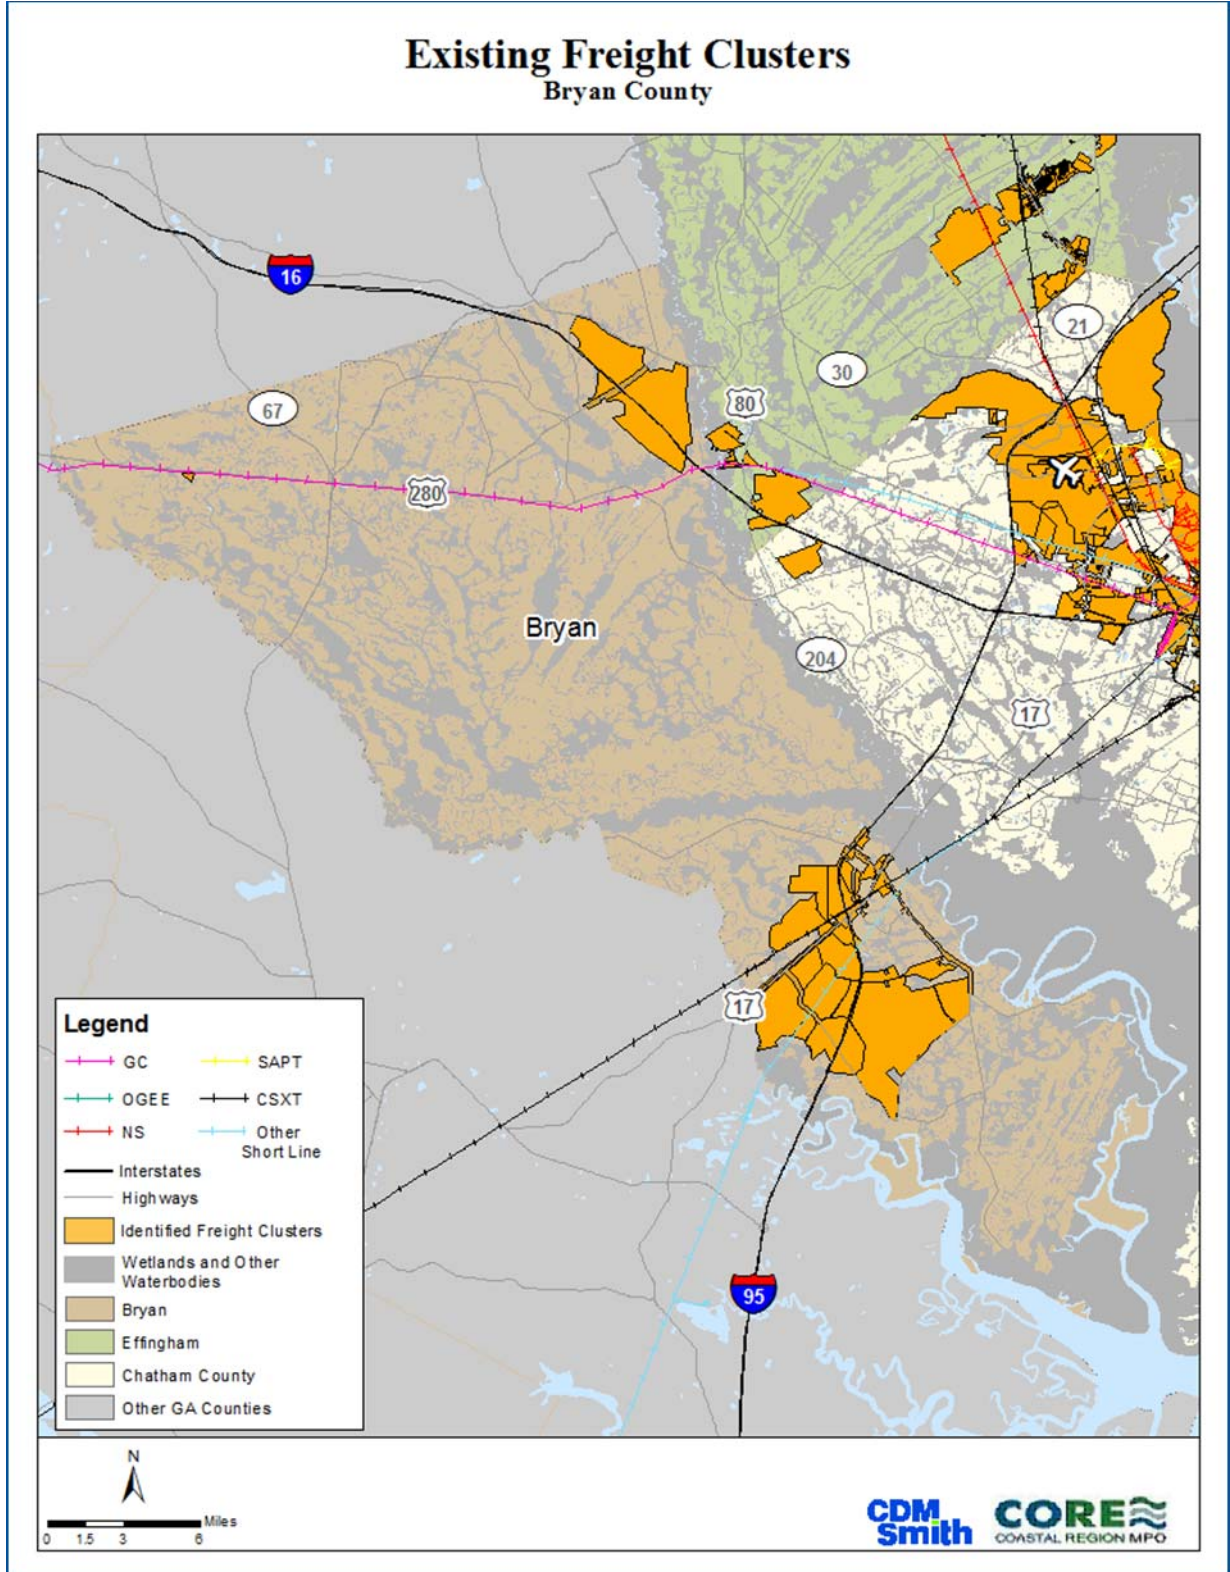 Existing Freight Clusters
Bryan County
16
21
30
67
80
280
Bryan
204
17
17
95
Legend
GC
SAPT
OGEE
CSXT
NS
Other
Short Line
Interstates
Highways
Identified Freight Clusters
Wetlands and Other
Waterbodies
Bryan
Effingham
Chatham County
Other GA Counties
N
Miles
0 1.5 3 6
CDM
Smith
CORE
COASTAL REGION MPO